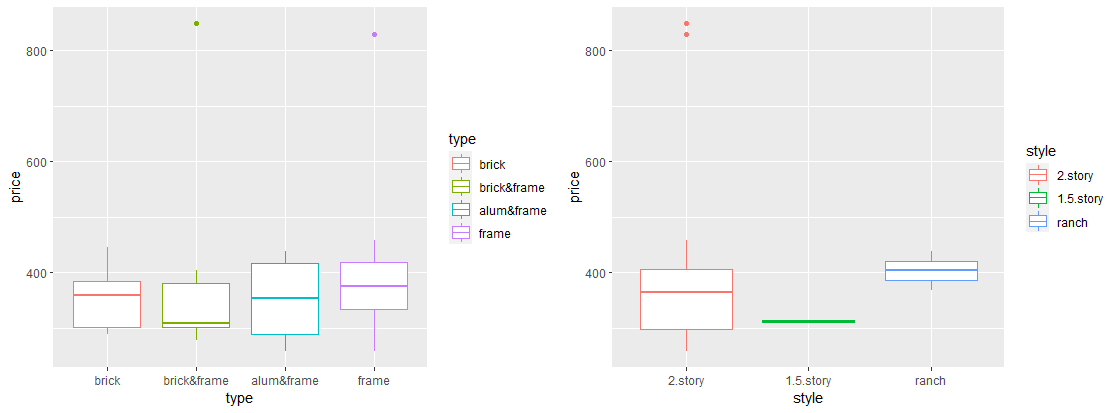 price
800
600
400
brick
brick&frame
alum&frame
frame
type
type
brick
brick&frame
alum&frame
frame
price
800
600
400
2.story
1.5.story
ranch
style
style
2.story
1.5.story
ranch